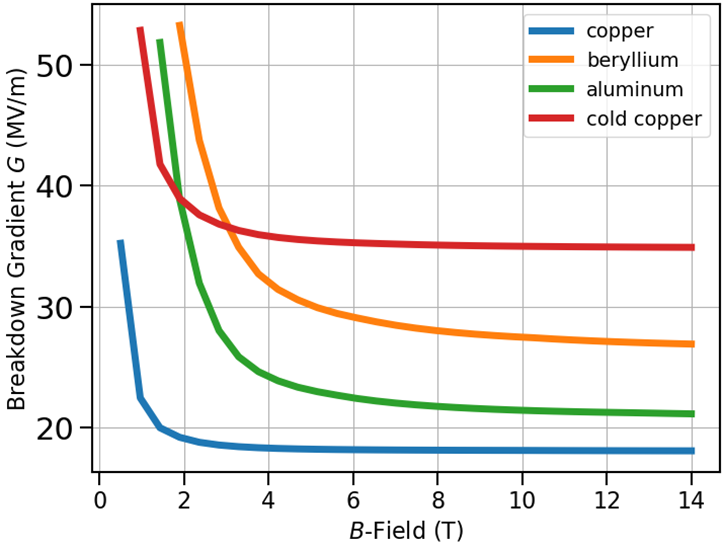 copper
beryllium
aluminum
cold copper
Breakdown Gradient G (MV/m)
50
40
30
20
0 2 4 6 8 10 12 14
B-Field (T)